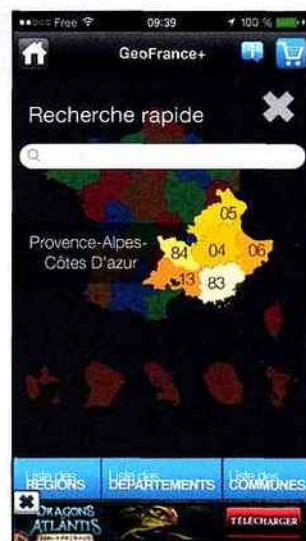 Free 09:39 100 %
GeoFrance+
Recherche rapide
05
Provence-Alpes-
Côtes D'azur
84 04 06
13 83
Liste des Liste des Liste des
REGIONS DÉPARTEMENTS COMMUNES
DRAGONS
ATLANTIS
TÉLÉCHARGER